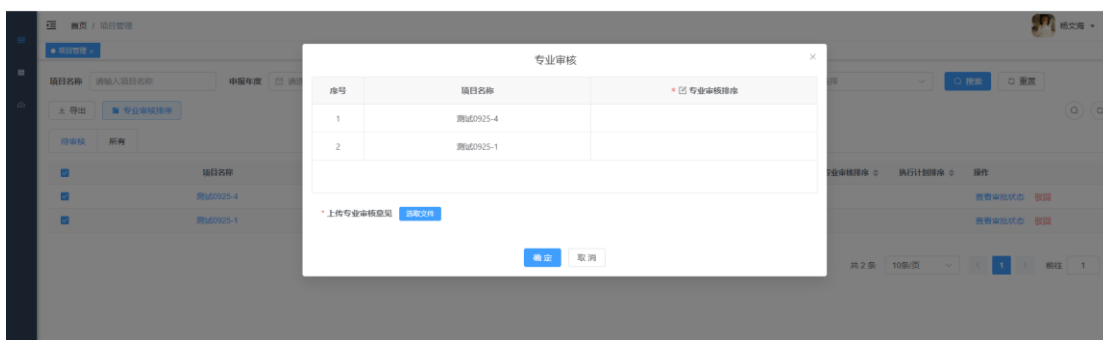 首页 / 项目管理
杨文海
项目管理 ×
项目名称 请输入项目名称 申报年度
搜索 重置
导出 专业审核排序
待审核 所有
项目名称
专业审核排序 执行计划排序 操作
测试0925-4
查看审批状态 驳回
测试0925-1
查看审批状态 驳回
共 2 条 10条/页 1 前往 1
专业审核
序号 项目名称 * 专业审核排序
1 测试0925-4
2 测试0925-1
* 上传专业审核意见 选取文件
确定 取消